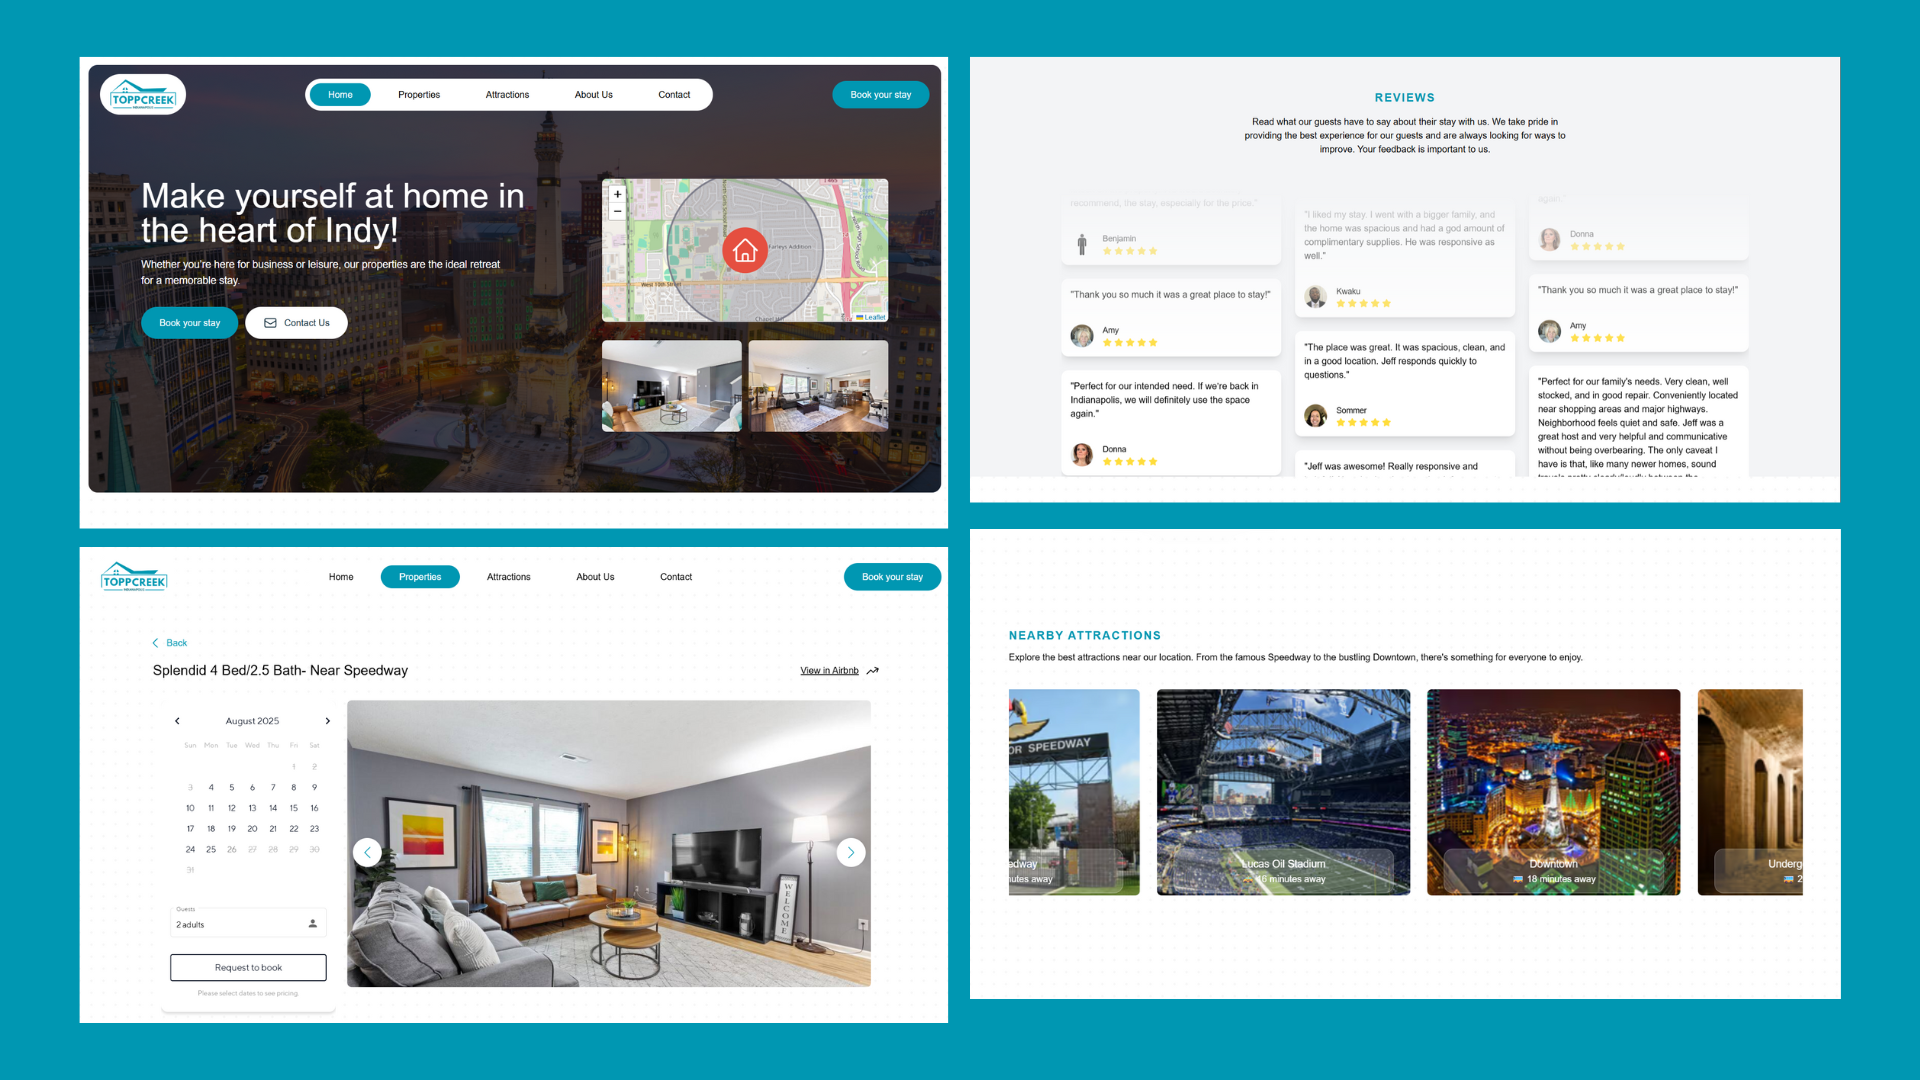 TOPPCREEK
INDIANAPOLIS
Home
Properties
Attractions
About Us
Contact
Book your stay
Make yourself at home in
the heart of Indy!
Whether you're here for business or leisure, our properties are the ideal retreat
for a memorable stay.
Book your stay
Contact Us
+
−
Farleys Addition
West 10th Street
Leaflet
REVIEWS
Read what our guests have to say about their stay with us. We take pride in
providing the best experience for our guests and are always looking for ways to
improve. Your feedback is important to us.
recommend, the stay, especially for the price."
Benjamin
"Thank you so much it was a great place to stay!"
Amy
"Perfect for our intended need. If we're back in
Indianapolis, we will definitely use the space
again."
Donna
"I liked my stay. I went with a bigger family, and
the home was spacious and had a god amount of
complimentary supplies. He was responsive as
well."
Kwaku
"The place was great. It was spacious, clean, and
in a good location. Jeff responds quickly to
questions."
Sommer
"Jeff was awesome! Really responsive and
again."
Donna
"Thank you so much it was a great place to stay!"
Amy
"Perfect for our family's needs. Very clean, well
stocked, and in good repair. Conveniently located
near shopping areas and major highways.
Neighborhood feels quiet and safe. Jeff was a
great host and very helpful and communicative
without being overbearing. The only caveat I
have is that, like many newer homes, sound
TOPPCREEK
INDIANAPOLIS
Home
Properties
Attractions
About Us
Contact
Book your stay
Back
Splendid 4 Bed/2.5 Bath- Near Speedway
View in Airbnb
August 2025
Sun Mon Tue Wed Thu Fri Sat
1 2
3 4 5 6 7 8 9
10 11 12 13 14 15 16
17 18 19 20 21 22 23
24 25 26 27 28 29 30
31
Guests
2 adults
Request to book
Please select dates to see pricing.
WELCOME
NEARBY ATTRACTIONS
Explore the best attractions near our location. From the famous Speedway to the bustling Downtown, there's something for everyone to enjoy.
OR SPEEDWAY
edway
nutes away
Lucas Oil Stadium
16 minutes away
Downtown
18 minutes away
Underg
2